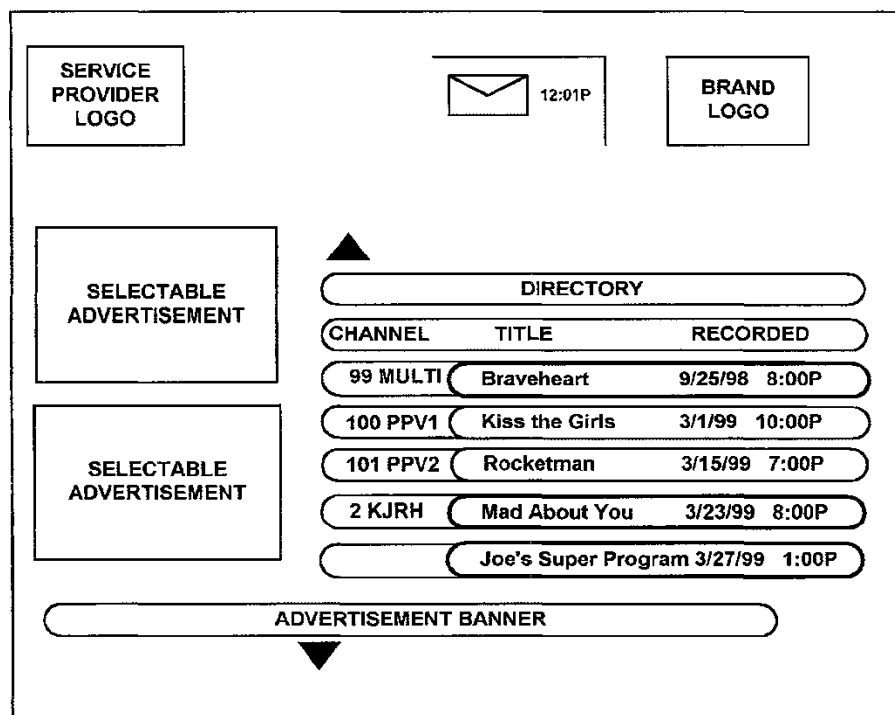 SERVICE
PROVIDER
LOGO
12:01P
BRAND
LOGO
SELECTABLE
ADVERTISEMENT
SELECTABLE
ADVERTISEMENT
DIRECTORY
CHANNEL TITLE RECORDED
99 MULTI Braveheart 9/25/98 8:00P
100 PPV1 Kiss the Girls 3/1/99 10:00P
101 PPV2 Rocketman 3/15/99 7:00P
2 KJRH Mad About You 3/23/99 8:00P
Joe's Super Program 3/27/99 1:00P
ADVERTISEMENT BANNER